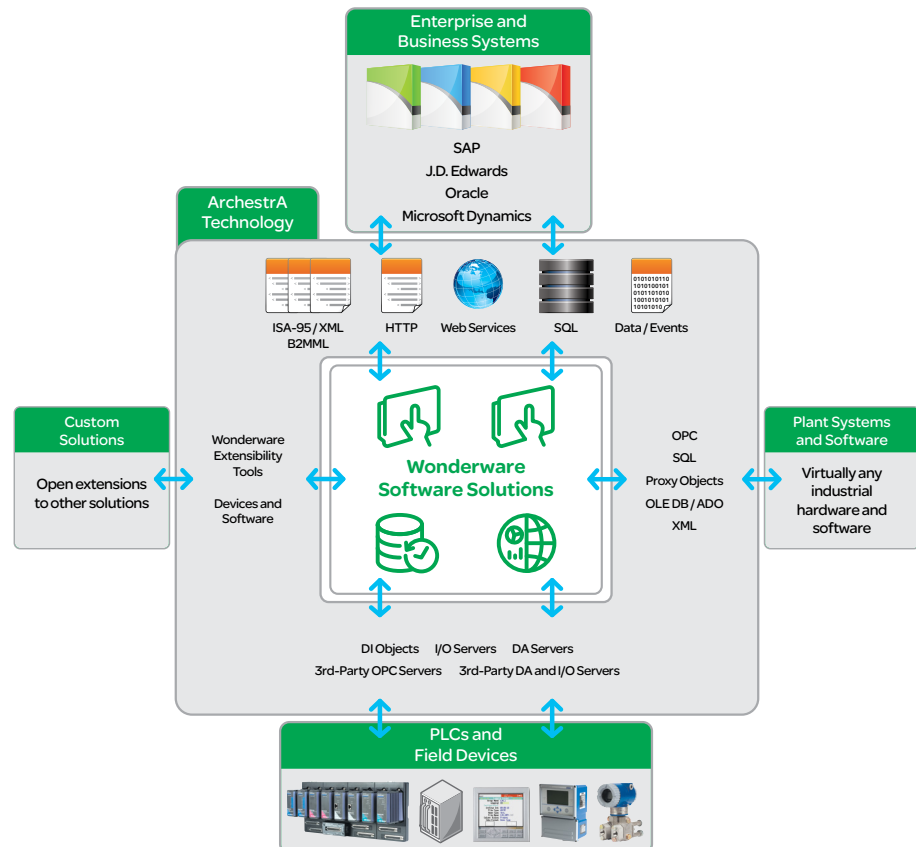 Enterprise and
Business Systems
SAP
J.D. Edwards
Oracle
Microsoft Dynamics
ArchestrA
Technology
ISA-95 / XML
B2MML
HTTP
Web Services
SQL
Data / Events
010101010
1010100101
0101101010
1001010101
10101010
Custom
Solutions
Open extensions
to other solutions
Wonderware
Extensibility
Tools
Devices and
Software
Wonderware
Software Solutions
OPC
SQL
Proxy Objects
OLE DB / ADO
XML
Plant Systems
and Software
Virtually any
industrial
hardware and
software
DI Objects I/O Servers DA Servers
3rd-Party OPC Servers 3rd-Party DA and I/O Servers
PLCs and
Field Devices